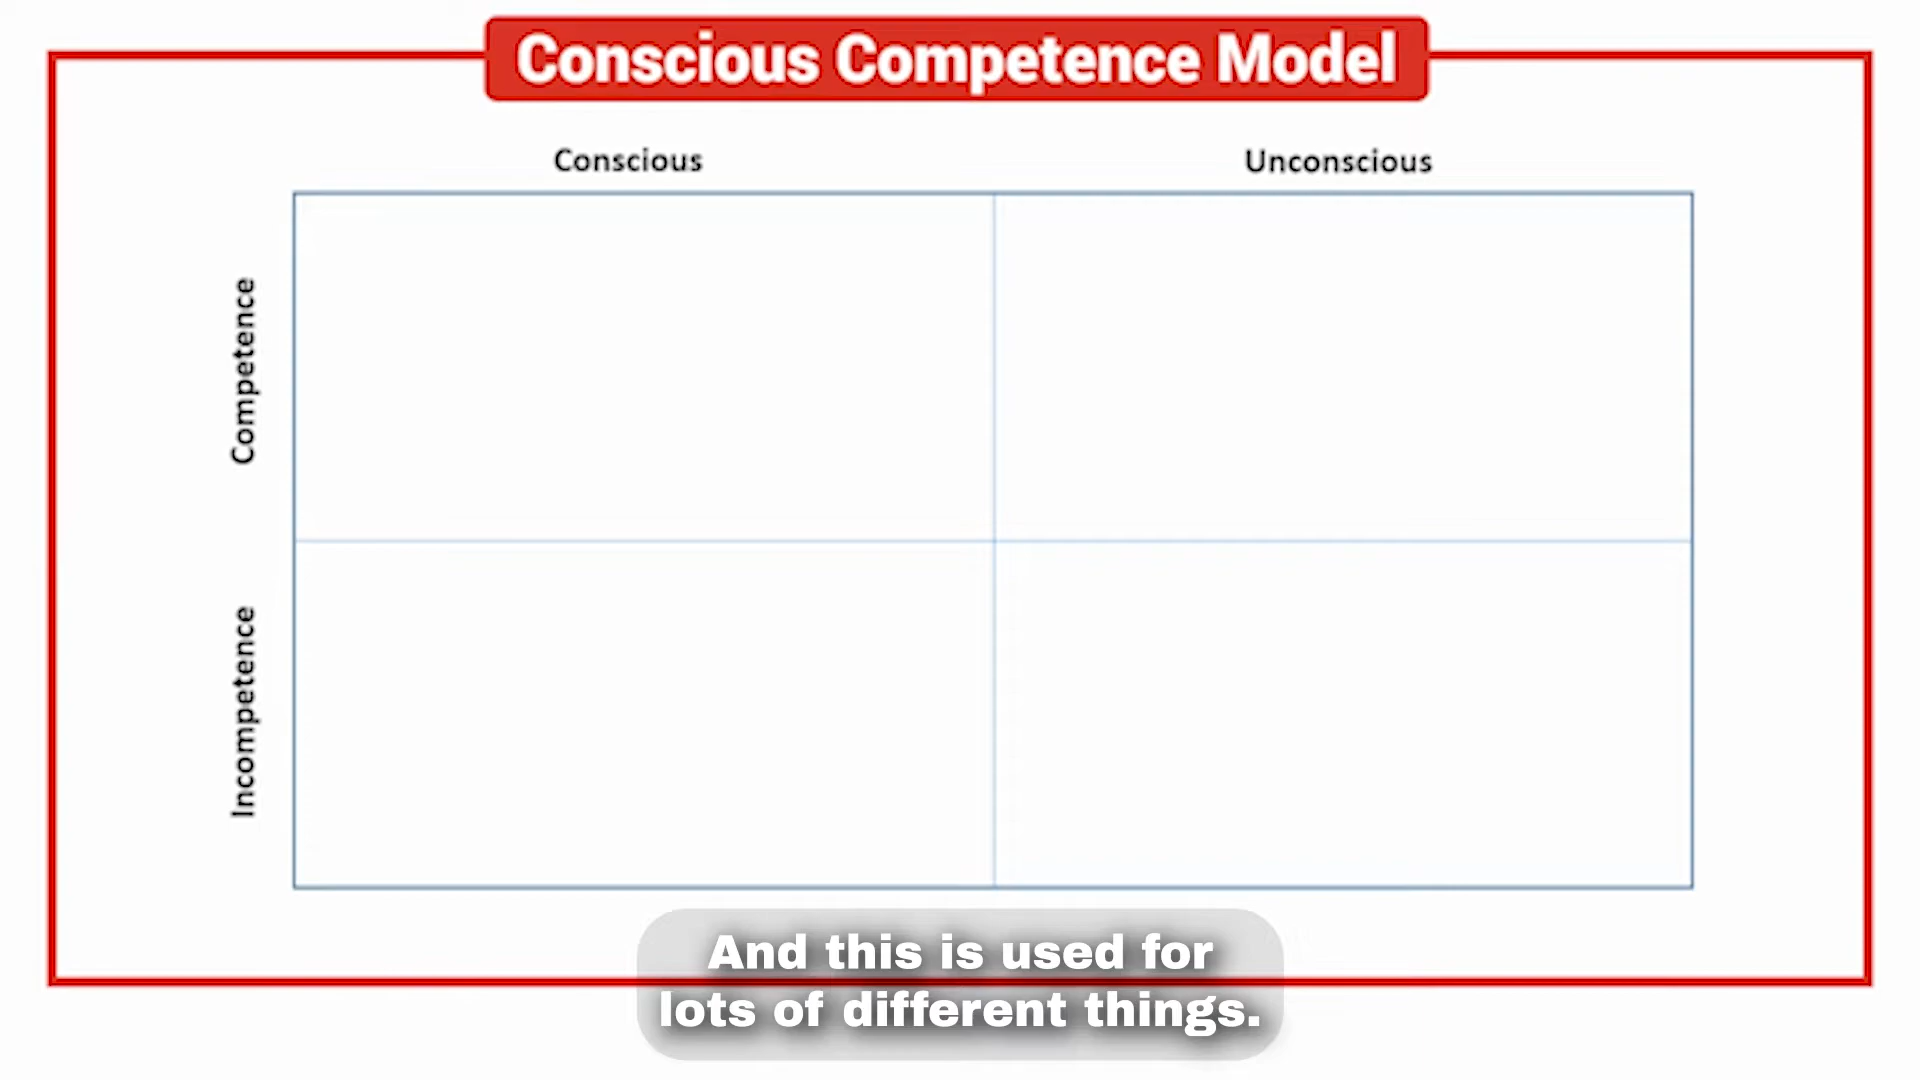 Conscious Competence Model
Conscious
Unconscious
Competence
Incompetence
And this is used for
lots of different things.